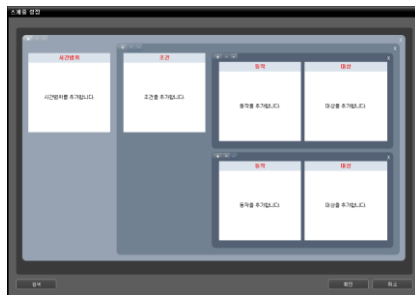 스케줄 설정
시간범위
시간범위를 추가합니다.
조건
조건을 추가합니다.
동작
동작을 추가합니다.
대상
대상을 추가합니다.
동작
동작을 추가합니다.
대상
대상을 추가합니다.
확인
취소